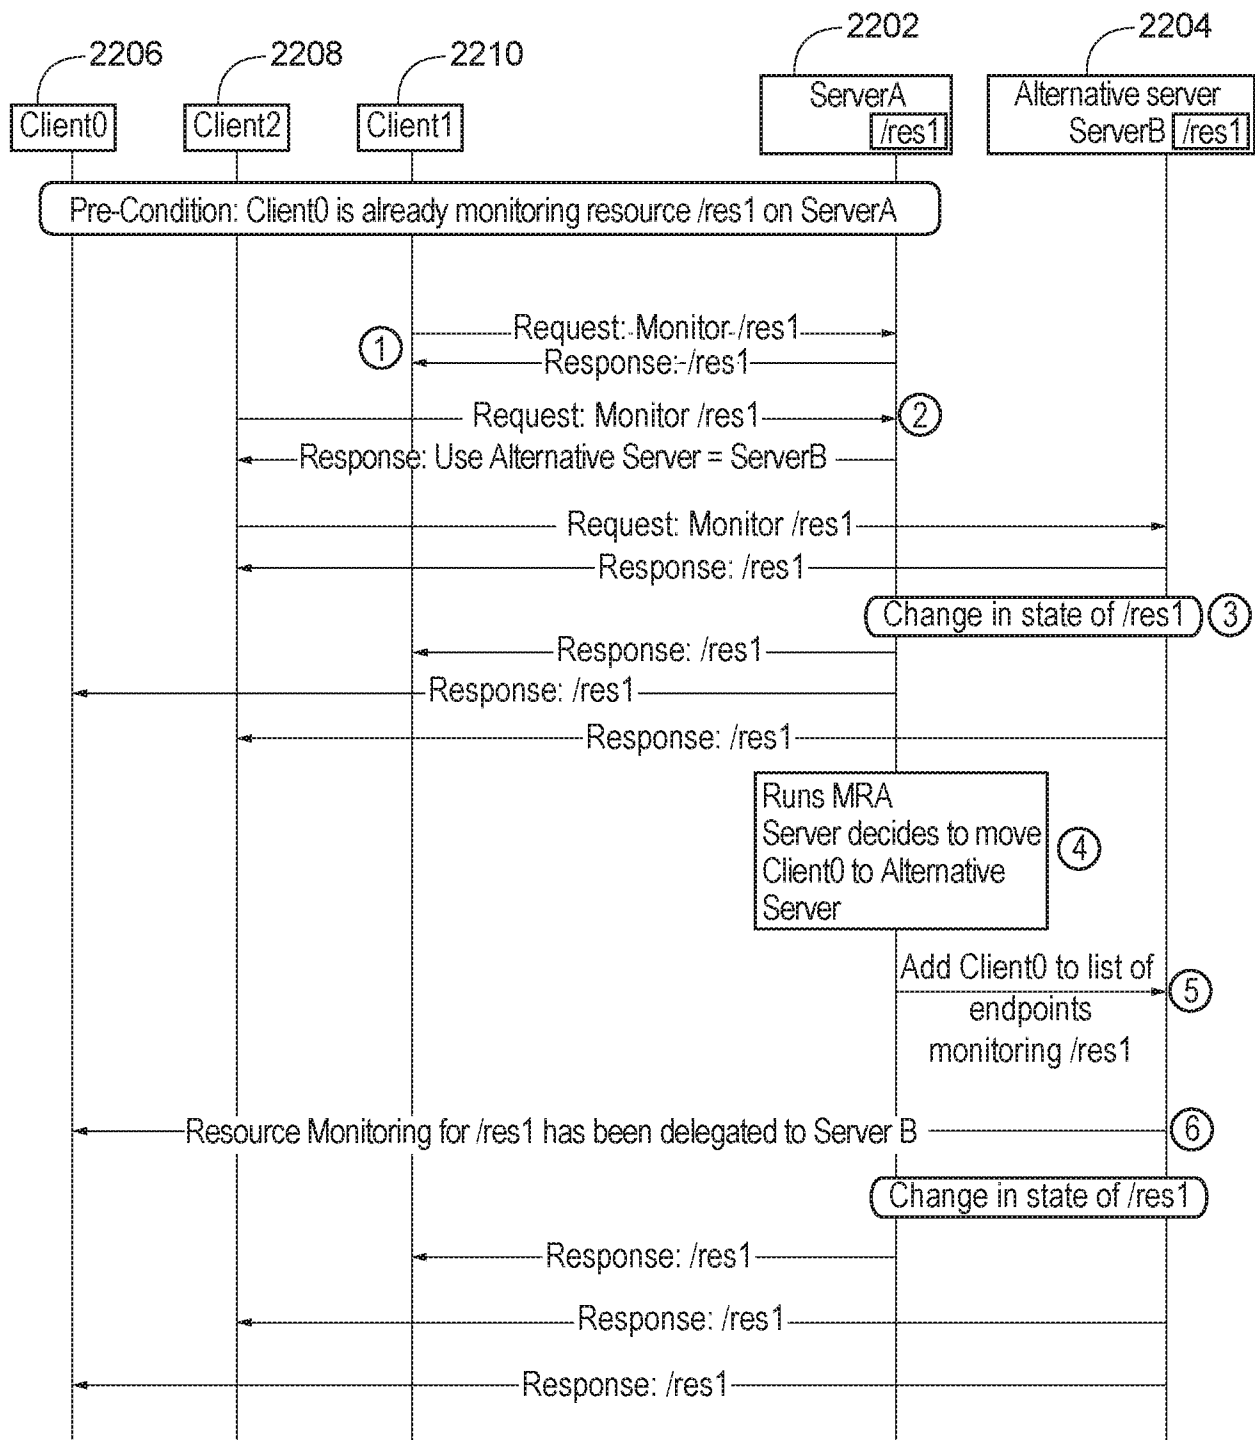 2206
2208
2210
2202
2204
Client0
Client2
Client1
ServerA
/res1
Alternative server
ServerB /res1
Pre-Condition: Client0 is already monitoring resource /res1 on ServerA
Request: Monitor /res1
1
Response: /res1
Request: Monitor /res1
2
Response: Use Alternative Server = ServerB
Request: Monitor /res1
Response: /res1
Change in state of /res1
3
Response: /res1
Response: /res1
Response: /res1
Runs MRA
Server decides to move
Client0 to Alternative
Server
4
Add Client0 to list of
endpoints
monitoring /res1
5
Resource Monitoring for /res1 has been delegated to Server B
6
Change in state of /res1
Response: /res1
Response: /res1
Response: /res1